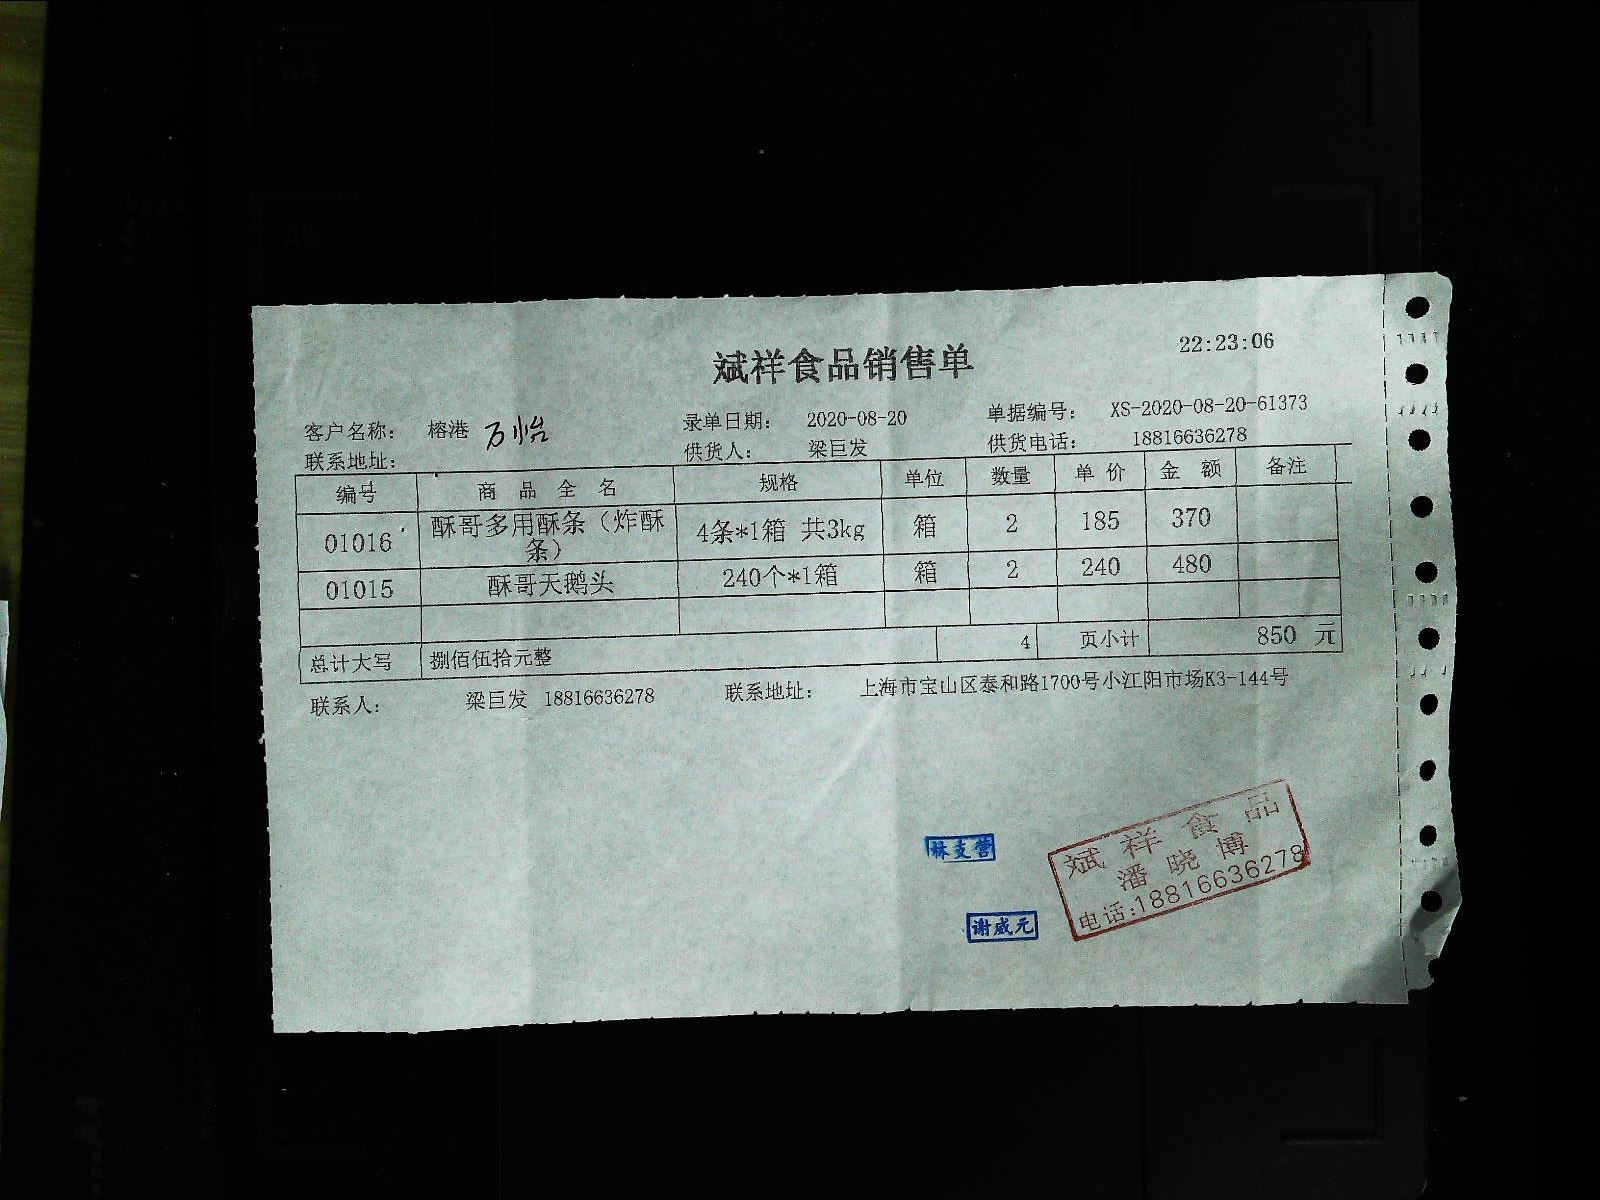 22:23:06
斌祥食品销售单
客户名称： 榕港 万怡 录单日期： 2020-08-20 单据编号： XS-2020-08-20-61373
联系地址： 供货人： 梁巨发 供货电话： 18816636278
编号 商品全名 规格 单位 数量 单价 金额 备注
01016 酥哥多用酥条（炸酥条） 4条*1箱 共3kg 箱 2 185 370
01015 酥哥天鹅头 240个*1箱 箱 2 240 480
总计大写 捌佰伍拾元整 4 页小计 850 元
联系人： 梁巨发 18816636278 联系地址： 上海市宝山区泰和路1700号小江阳市场K3-144号
林支营
斌祥食品
潘晓博
电话:18816636278
谢威元